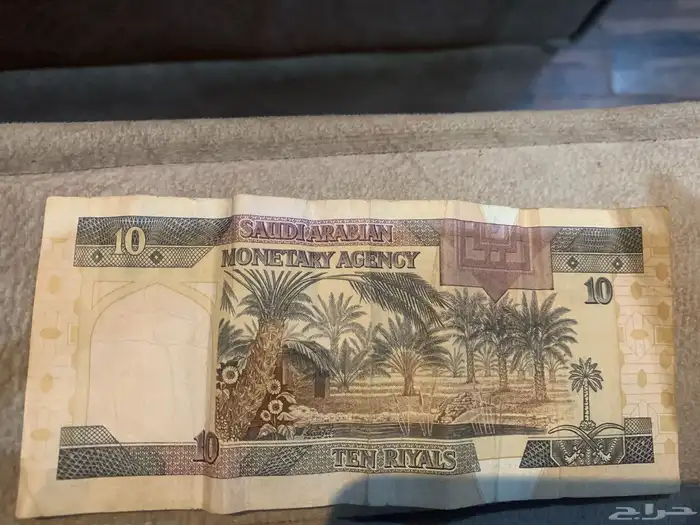 10
SAUDI ARABIAN
MONETARY AGENCY
10
10
TEN RIYALS
حراج